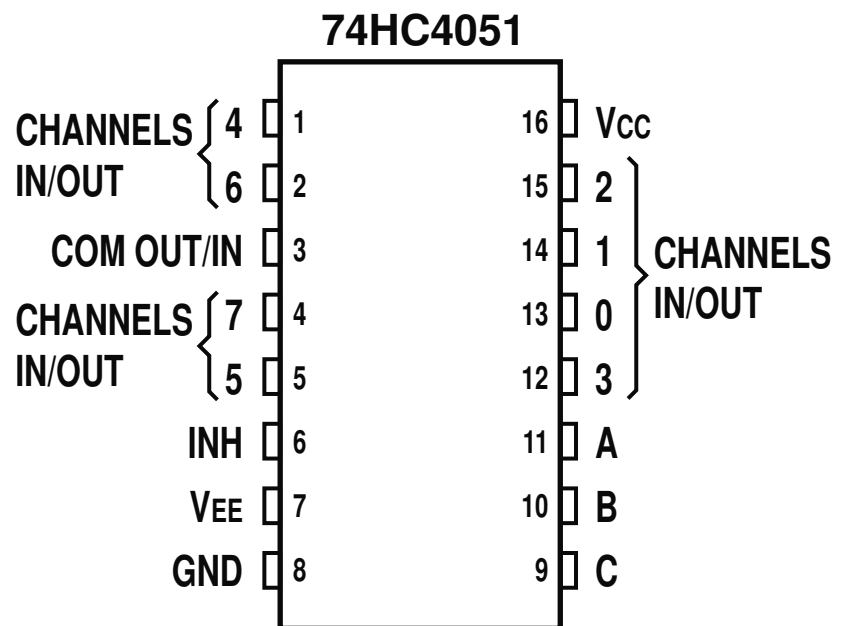 74HC4051
CHANNELS
IN/OUT
4 1 16 VCC
6 2 15 2
COM OUT/IN 3 14 1
CHANNELS
IN/OUT
7 4 13 0
5 5 12 3
CHANNELS
IN/OUT
INH 6 11 A
VEE 7 10 B
GND 8 9 C